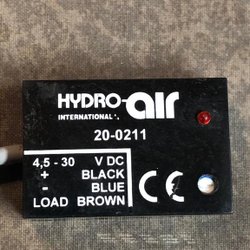 HYDRO-air
INTERNATIONAL
20-0211
4,5 - 30 V DC
+ BLACK
- BLUE
LOAD BROWN
CE